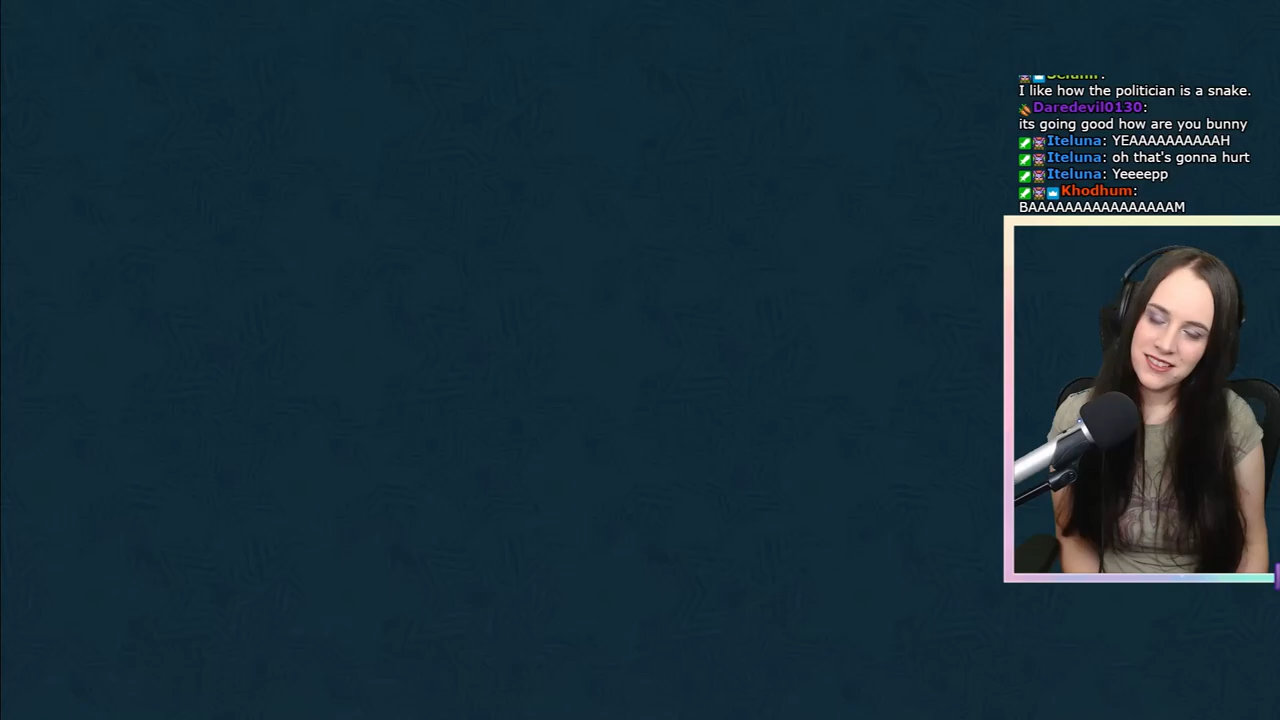 I like how the politician is a snake.
Daredevil0130:
its going good how are you bunny
Iteluna: YEAAAAAAAAAAH
Iteluna: oh that's gonna hurt
Iteluna: Yeeeepp
Khodhum:
BAAAAAAAAAAAAAAAAM